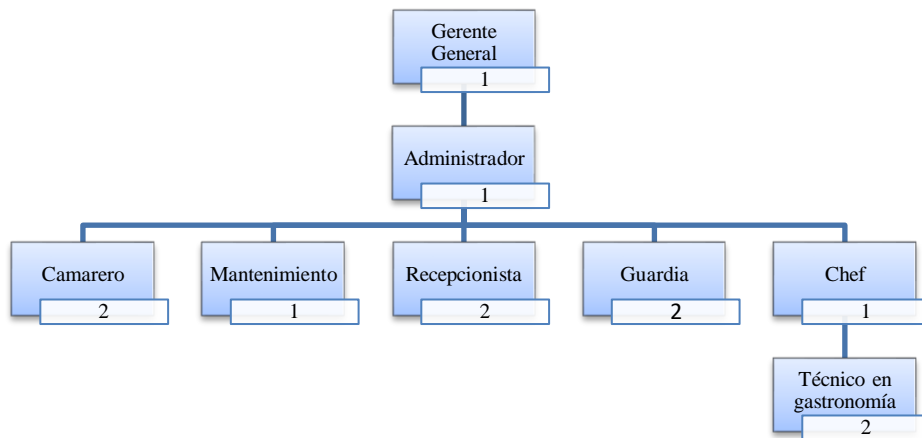 Gerente
General
1
Administrador
1
Camarero
2
Mantenimiento
1
Recepcionista
2
Guardia
2
Chef
1
Técnico en
gastronomía
2